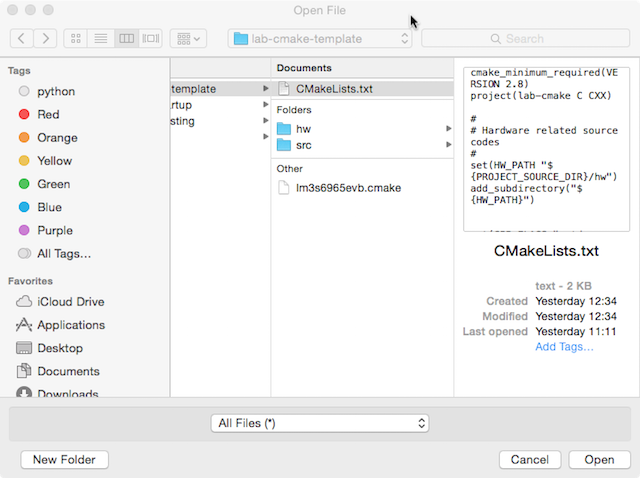 Open File
lab-cmake-template
Search
Tags
python
Red
Orange
Yellow
Green
Blue
Purple
All Tags...
Favorites
iCloud Drive
Applications
Desktop
Documents
Downloads
template
rtup
sting
Documents
CMakeLists.txt
Folders
hw
src
Other
lm3s6965evb.cmake
cmake_minimum_required(VE
RSION 2.8)
project(lab-cmake C CXX)
#
# Hardware related source
codes
#
set(HW_PATH "$
{PROJECT_SOURCE_DIR}/hw")
add_subdirectory("$
{HW_PATH}")
CMakeLists.txt
text - 2 KB
Created Yesterday 12:34
Modified Yesterday 12:34
Last opened Yesterday 11:11
Add Tags...
All Files (*)
New Folder
Cancel
Open